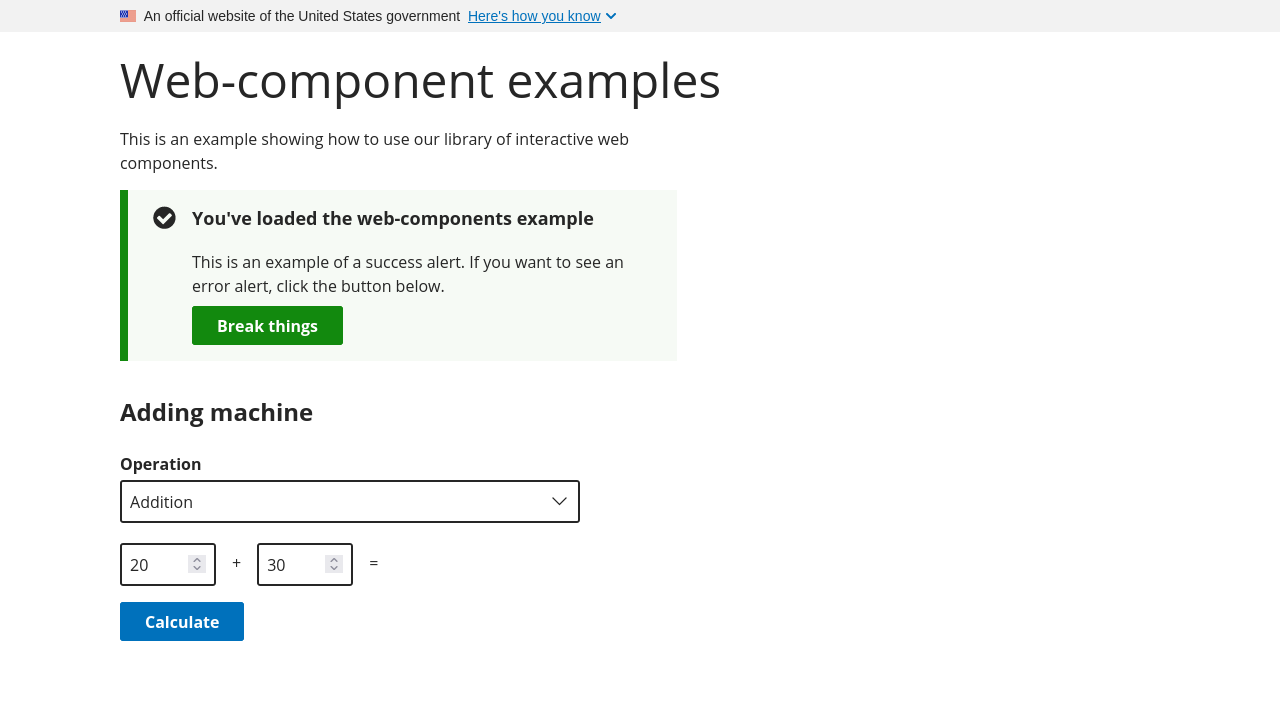 An official website of the United States government Here's how you know
Web-component examples
This is an example showing how to use our library of interactive web
components.
You've loaded the web-components example
This is an example of a success alert. If you want to see an
error alert, click the button below.
Break things
Adding machine
Operation
Addition
20 + 30 =
Calculate